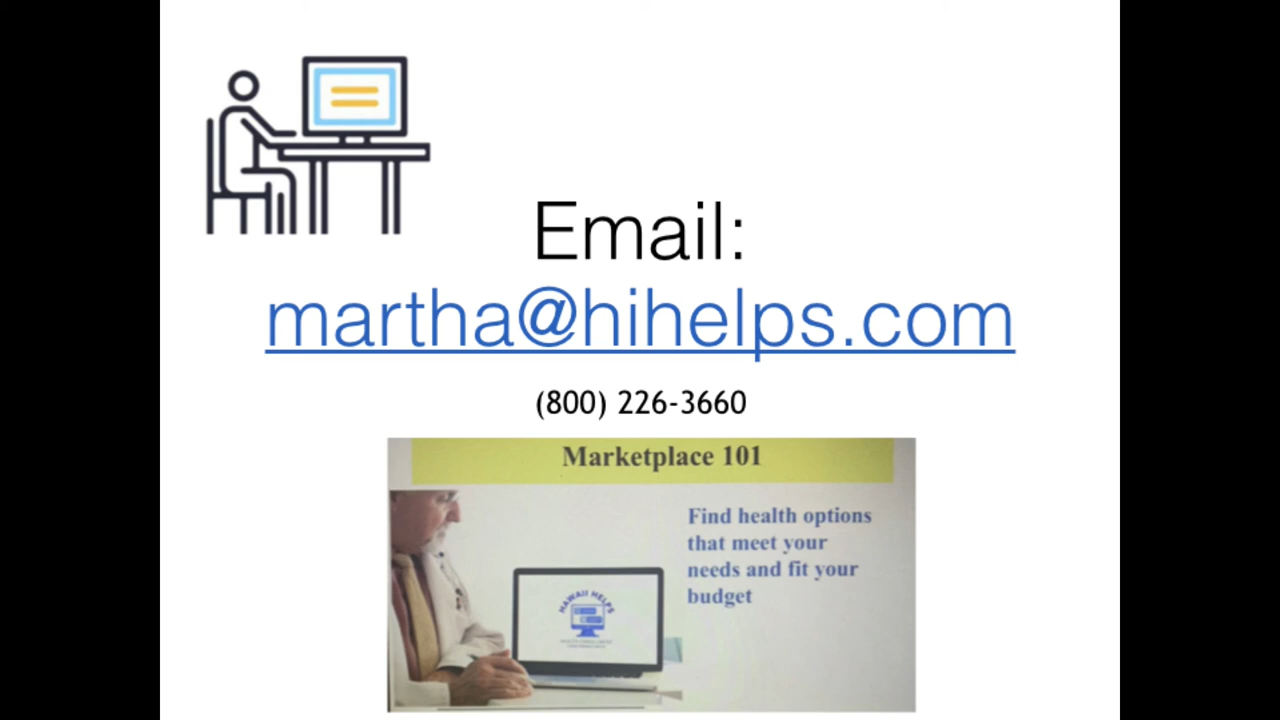 Email:
martha@hihelps.com
(800) 226-3660
Marketplace 101
Find health options
that meet your
needs and fit your
budget
HAWAII HELPS